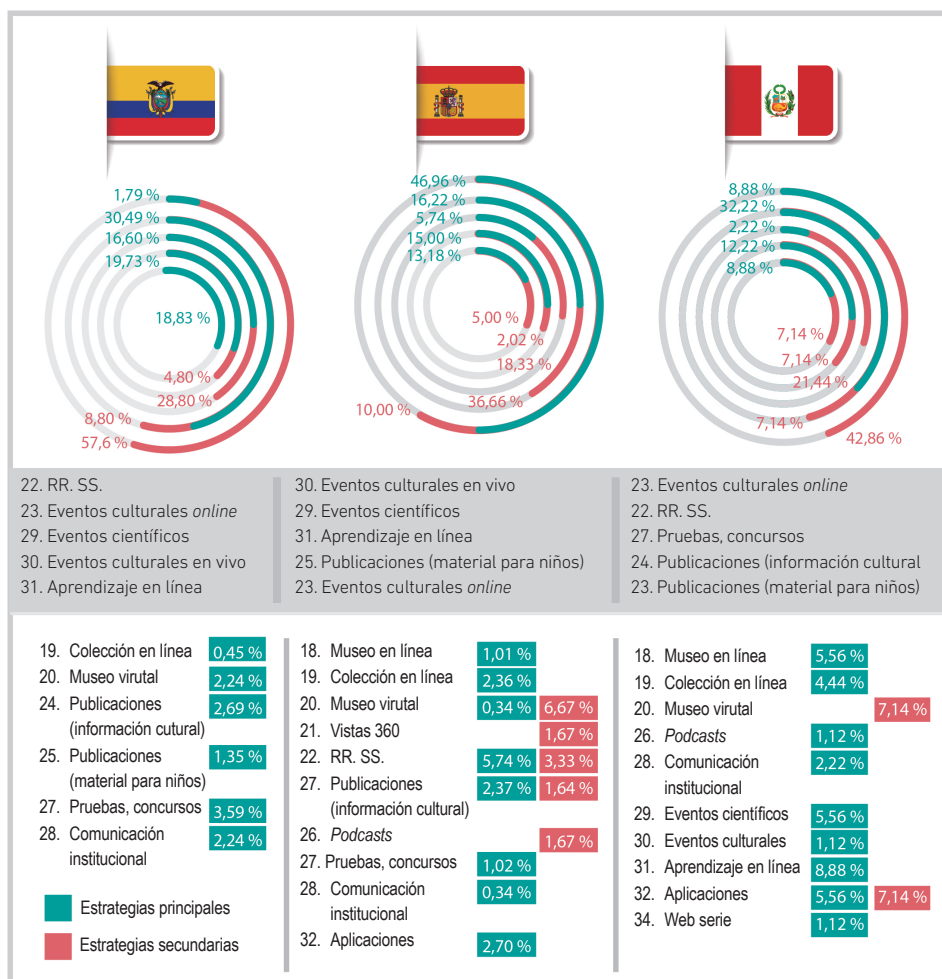 1,79 %
30,49 %
16,60 %
19,73 %
18,83 %
4,80 %
28,80 %
8,80 %
57,6 %
46,96 %
16,22 %
5,74 %
15,00 %
13,18 %
5,00 %
2,02 %
18,33 %
36,66 %
10,00 %
8,88 %
32,22 %
2,22 %
12,22 %
8,88 %
7,14 %
7,14 %
21,44 %
7,14 %
42,86 %
22. RR. SS.
23. Eventos culturales online
29. Eventos científicos
30. Eventos culturales en vivo
31. Aprendizaje en línea
30. Eventos culturales en vivo
29. Eventos científicos
31. Aprendizaje en línea
25. Publicaciones (material para niños)
23. Eventos culturales online
23. Eventos culturales online
22. RR. SS.
27. Pruebas, concursos
24. Publicaciones (información cultural
23. Publicaciones (material para niños)
19. Colección en línea 0,45 %
20. Museo virutal 2,24 %
24. Publicaciones 2,69 %
(información cutural)
25. Publicaciones 1,35 %
(material para niños)
27. Pruebas, concursos 3,59 %
28. Comunicación 2,24 %
institucional
Estrategias principales
Estrategias secundarias
18. Museo en línea 1,01 %
19. Colección en línea 2,36 %
20. Museo virutal 0,34 % 6,67 %
21. Vistas 360 1,67 %
22. RR. SS. 5,74 % 3,33 %
27. Publicaciones 2,37 % 1,64 %
(información cultural)
26. Podcasts 1,67 %
27. Pruebas, concursos 1,02 %
28. Comunicación 0,34 %
institucional
32. Aplicaciones 2,70 %
18. Museo en línea 5,56 %
19. Colección en línea 4,44 %
20. Museo virutal 7,14 %
26. Podcasts 1,12 %
28. Comunicación 2,22 %
institucional
29. Eventos científicos 5,56 %
30. Eventos culturales 1,12 %
31. Aprendizaje en línea 8,88 %
32. Aplicaciones 5,56 % 7,14 %
34. Web serie 1,12 %